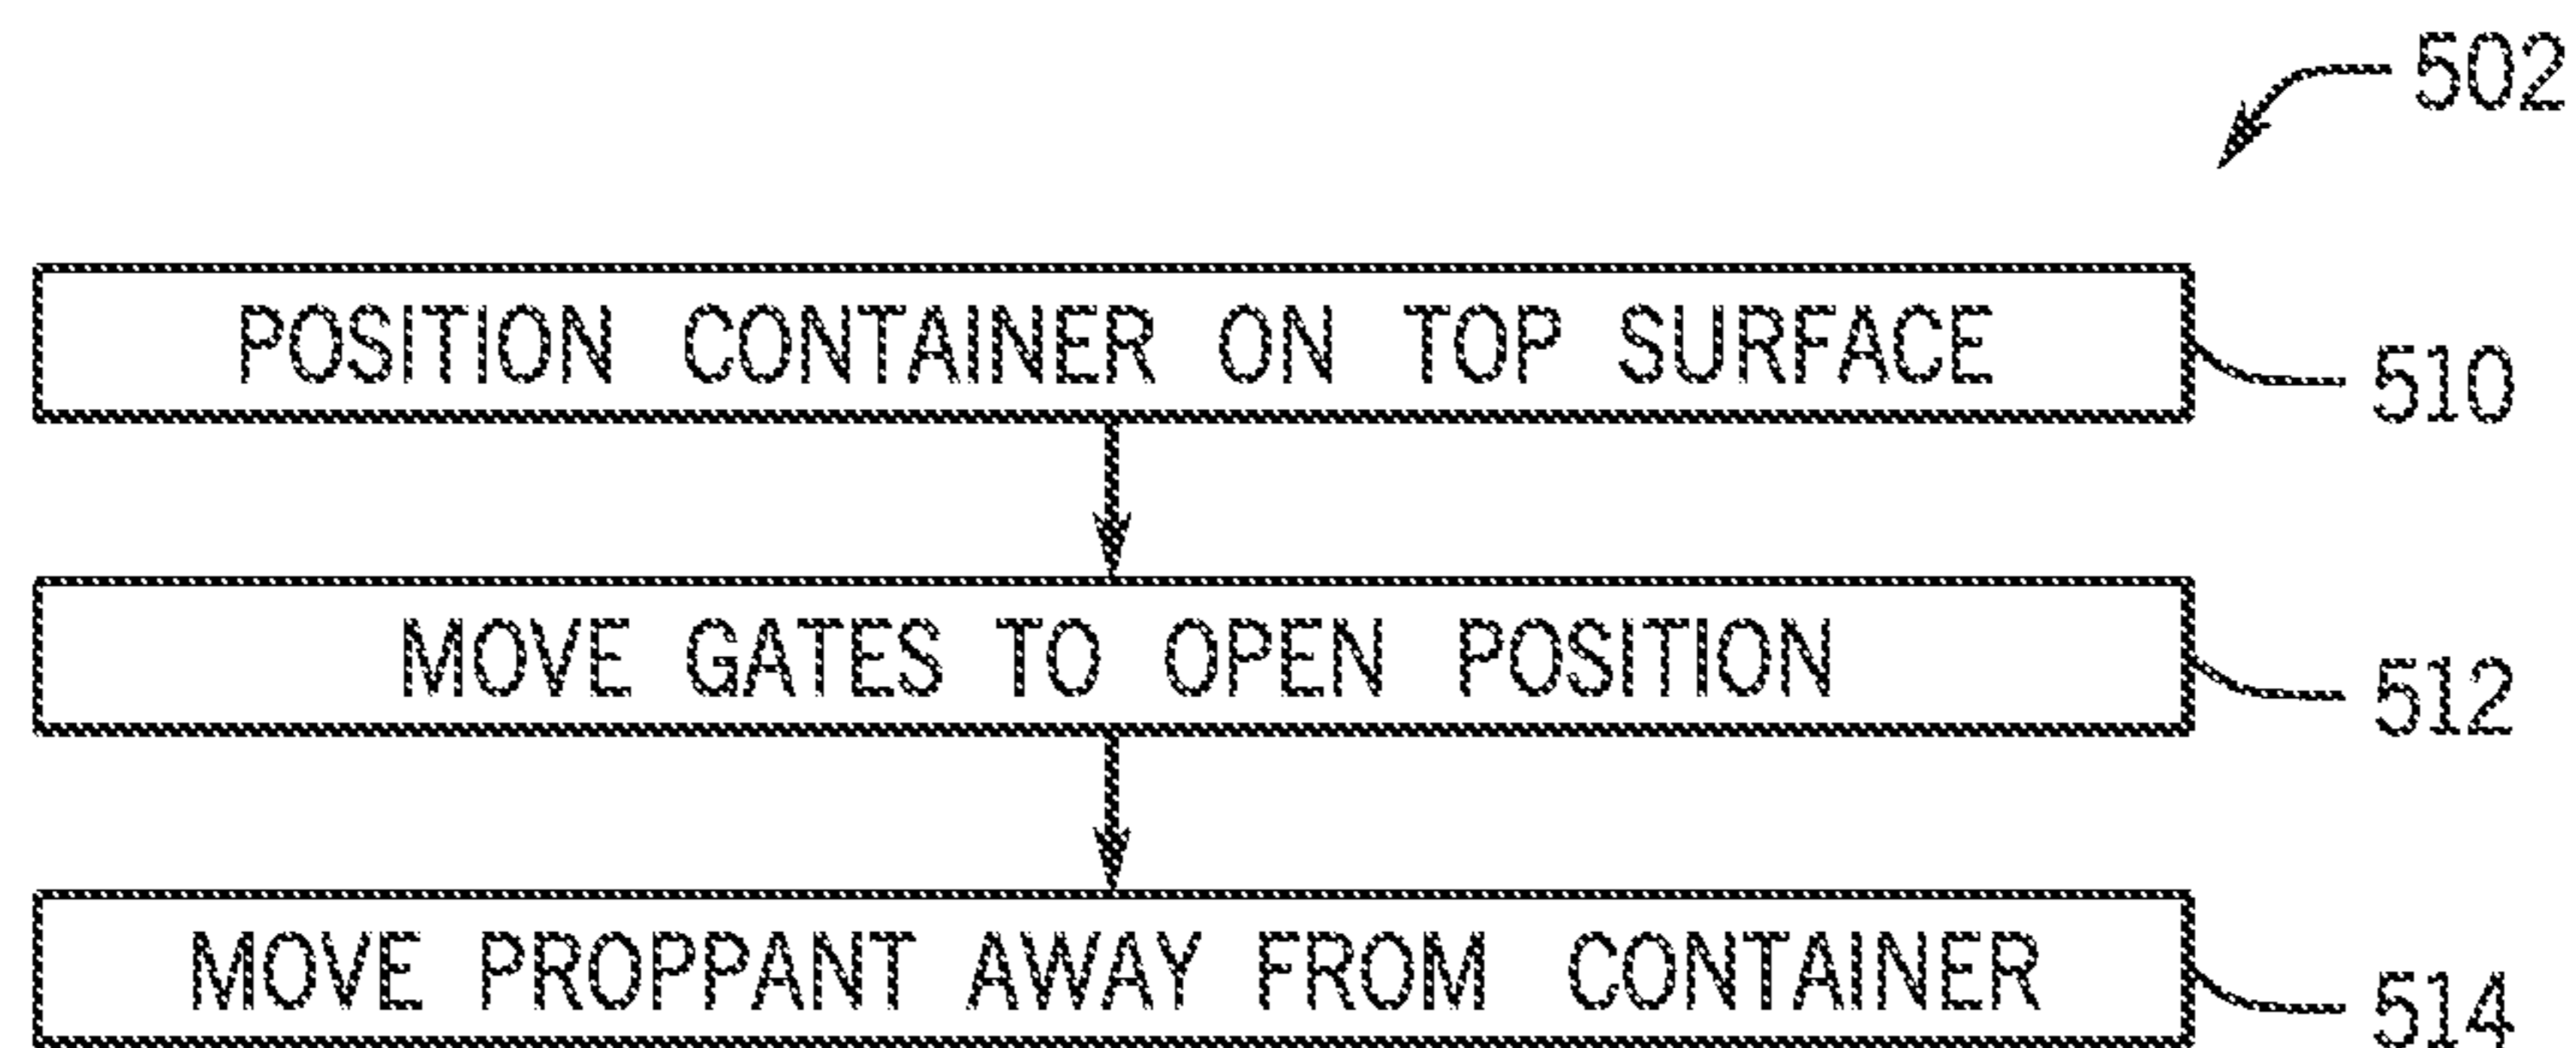 502
POSITION CONTAINER ON TOP SURFACE
510
MOVE GATES TO OPEN POSITION
512
MOVE PROPPANT AWAY FROM CONTAINER
514